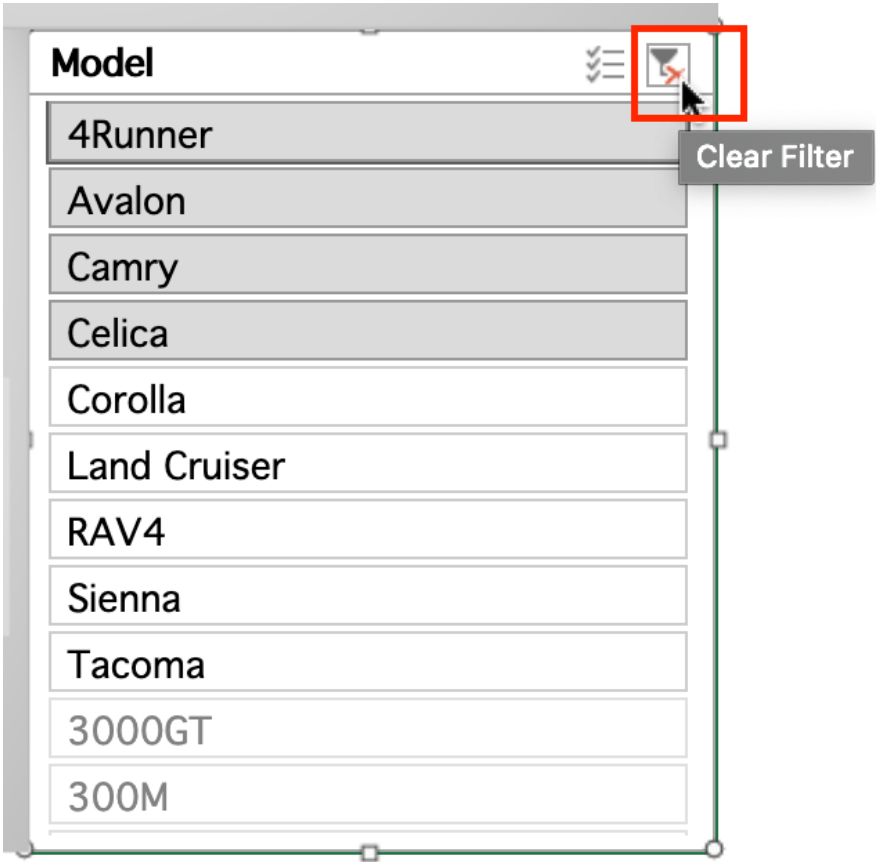 Model
4Runner
Clear Filter
Avalon
Camry
Celica
Corolla
Land Cruiser
RAV4
Sienna
Tacoma
3000GT
300M